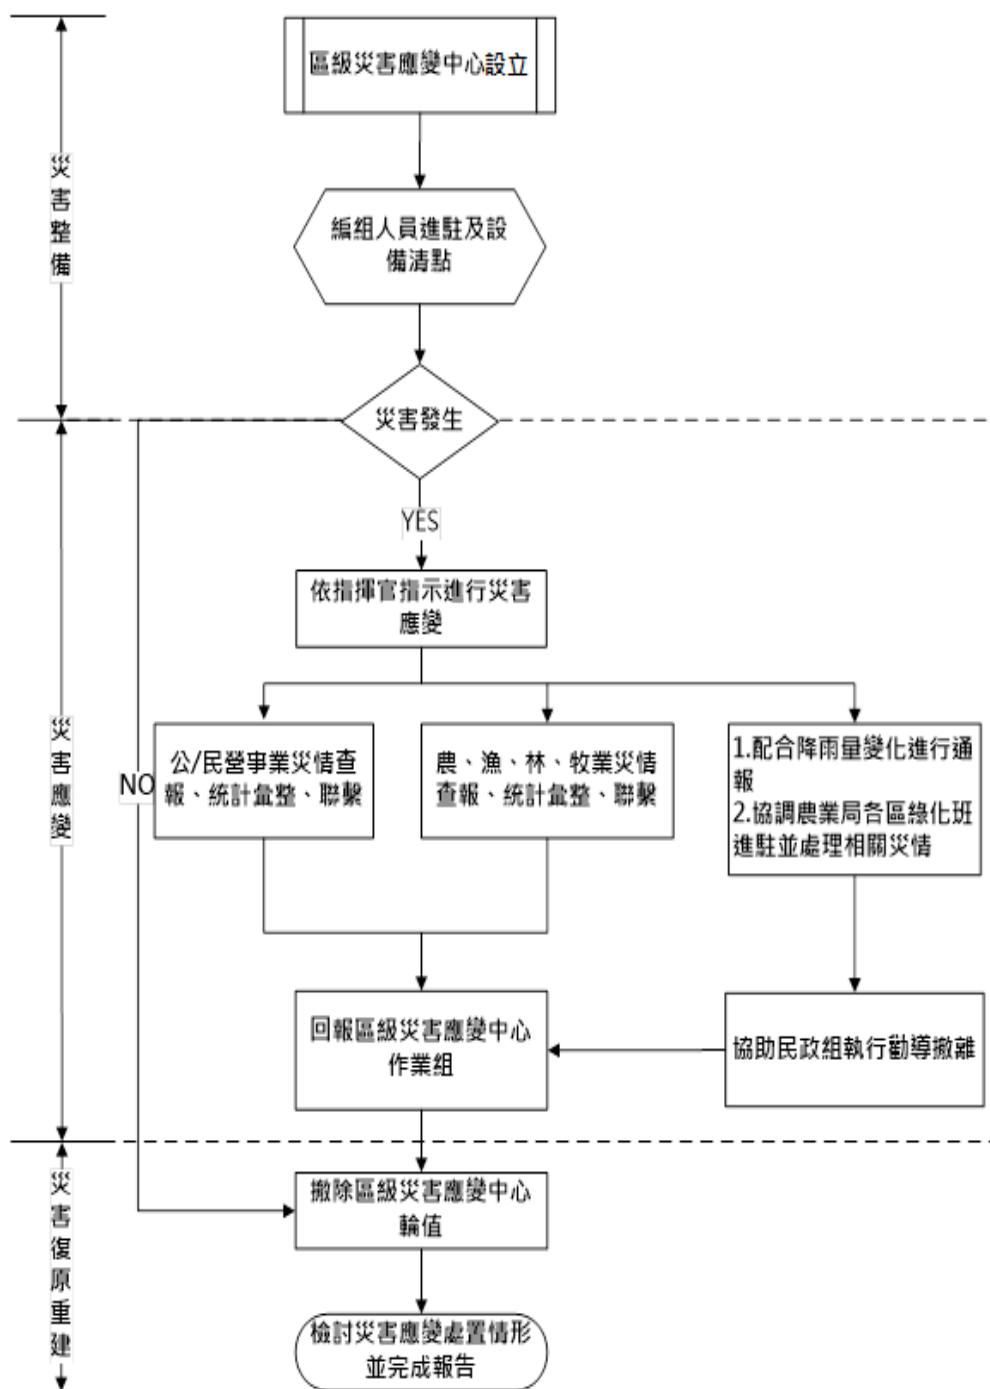 區級災害應變中心設立
編組人員進駐及設
備清點
災害整備
災害發生
YES
依指揮官指示進行災害
應變
公/民營事業災情查
報、統計彙整、聯繫
農、漁、林、牧業災情
查報、統計彙整、聯繫
1.配合降雨量變化進行通
報
2.協調農業局各區綠化班
進駐並處理相關災情
NO
災害應變
回報區級災害應變中心
作業組
協助民政組執行勸導撤離
撤除區級災害應變中心
輪值
災害復原重建
檢討災害應變處置情形
並完成報告